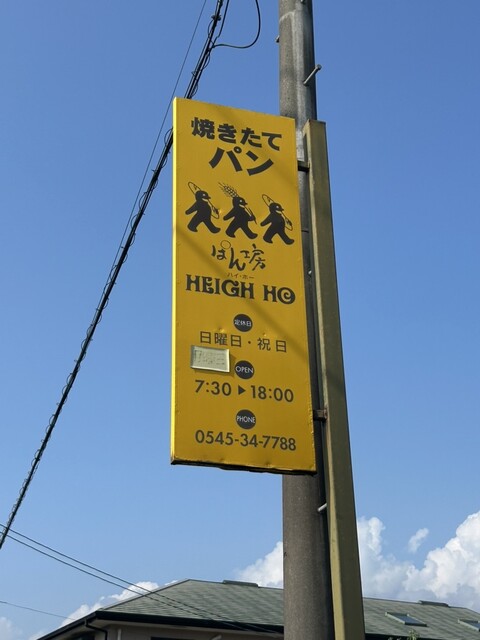 焼きたて
パン
ぱん工房
ハイ・ホー
HEIGH HO
定休日
日曜日・祝日
OPEN
7:30▶18:00
PHONE
0545-34-7788